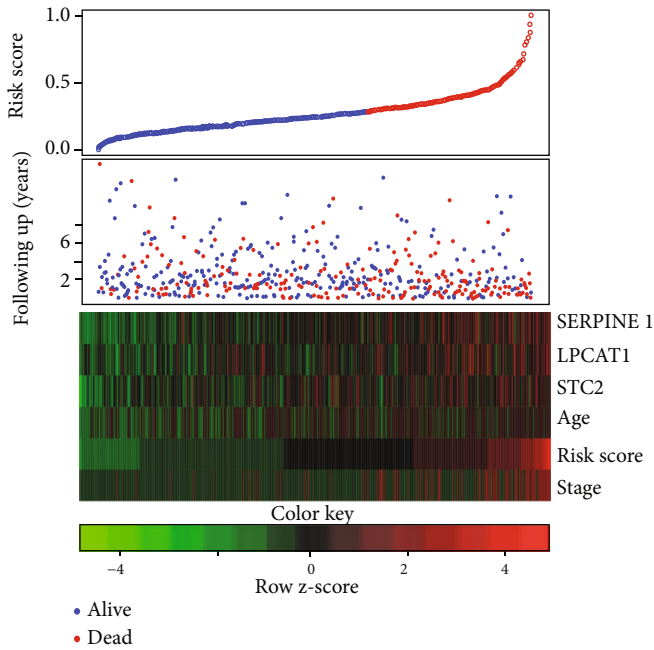 Risk score
1.0
0.5
0.0
Following up (years)
6
2
SERPINE 1
LPCAT1
STC2
Age
Risk score
Stage
Color key
−4
0
2
4
Row z-score
Alive
Dead